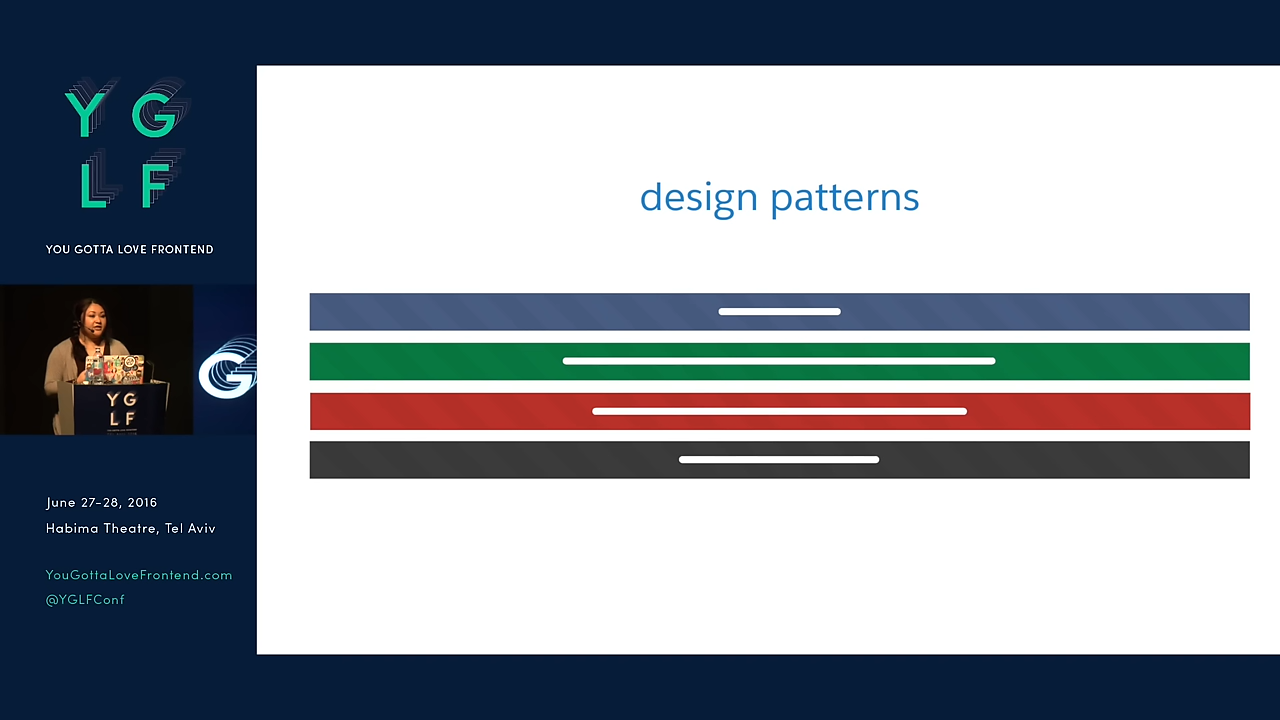 Y G
L F
YOU GOTTA LOVE FRONTEND
design patterns
G
Y G
L F
June 27-28, 2016
Habima Theatre, Tel Aviv
YouGottaLoveFrontend.com
@YGLFConf